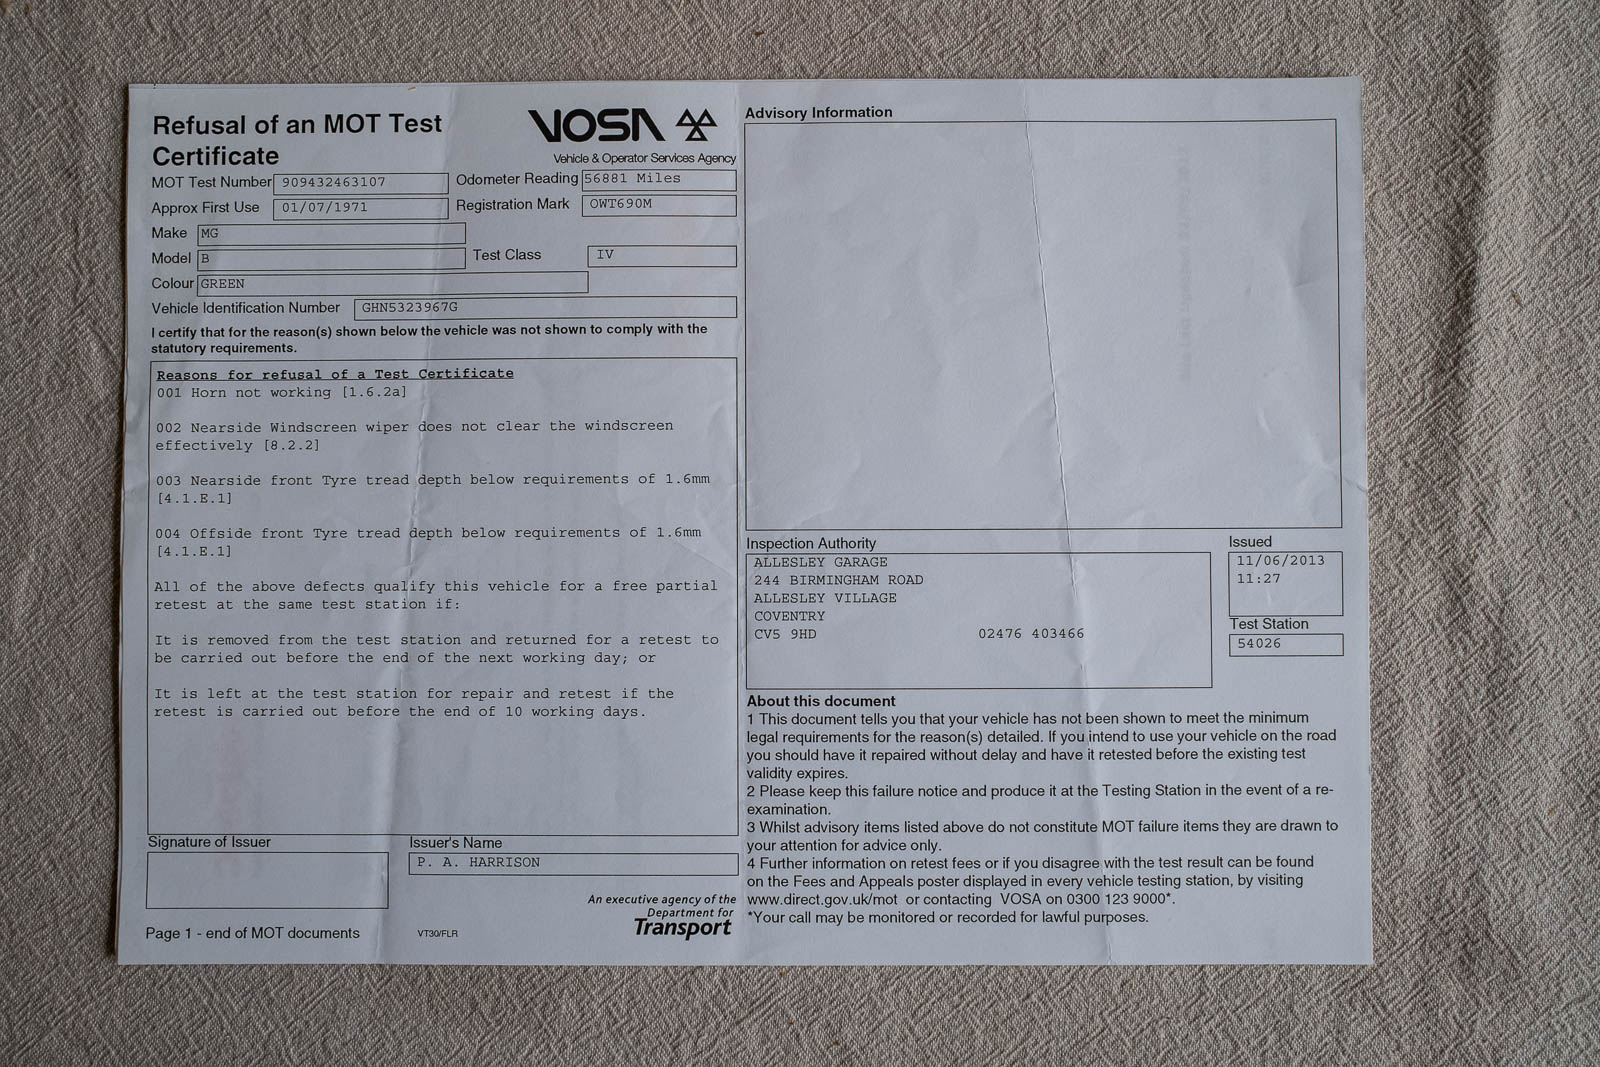 Refusal of an MOT Test
Certificate
VOSA
Vehicle & Operator Services Agency
MOT Test Number 909432463107
Odometer Reading 56881 Miles
Approx First Use 01/07/1971
Registration Mark OWT690M
Make MG
Model B
Test Class IV
Colour GREEN
Vehicle Identification Number GHN5323967G
I certify that for the reason(s) shown below the vehicle was not shown to comply with the
statutory requirements.
Reasons for refusal of a Test Certificate
001 Horn not working [1.6.2a]
002 Nearside Windscreen wiper does not clear the windscreen
effectively [8.2.2]
003 Nearside front Tyre tread depth below requirements of 1.6mm
[4.1.E.1]
004 Offside front Tyre tread depth below requirements of 1.6mm
[4.1.E.1]
All of the above defects qualify this vehicle for a free partial
retest at the same test station if:
It is removed from the test station and returned for a retest to
be carried out before the end of the next working day; or
It is left at the test station for repair and retest if the
retest is carried out before the end of 10 working days.
Signature of Issuer
Issuer's Name
P. A. HARRISON
An executive agency of the
Department for
Transport
Page 1 - end of MOT documents
VT30/FLR
Advisory Information
Inspection Authority
ALLESLEY GARAGE
244 BIRMINGHAM ROAD
ALLESLEY VILLAGE
COVENTRY
CV5 9HD 02476 403466
Issued
11/06/2013
11:27
Test Station
54026
About this document
1 This document tells you that your vehicle has not been shown to meet the minimum
legal requirements for the reason(s) detailed. If you intend to use your vehicle on the road
you should have it repaired without delay and have it retested before the existing test
validity expires.
2 Please keep this failure notice and produce it at the Testing Station in the event of a re-
examination.
3 Whilst advisory items listed above do not constitute MOT failure items they are drawn to
your attention for advice only.
4 Further information on retest fees or if you disagree with the test result can be found
on the Fees and Appeals poster displayed in every vehicle testing station, by visiting
www.direct.gov.uk/mot or contacting VOSA on 0300 123 9000*.
*Your call may be monitored or recorded for lawful purposes.